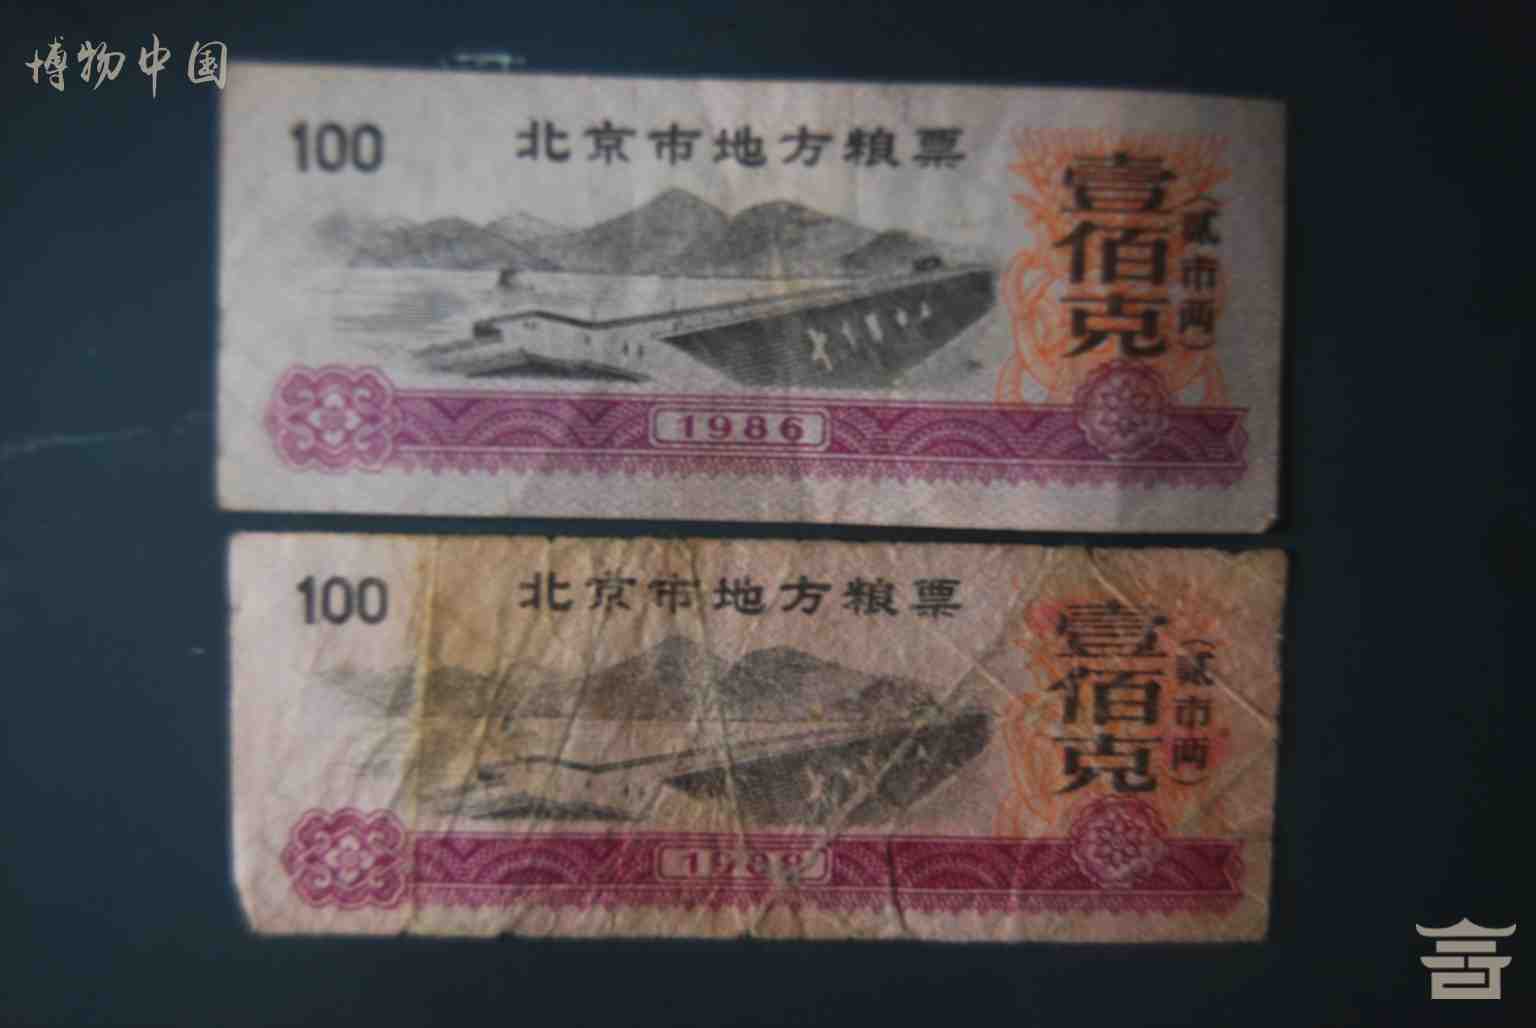 博物中国
100
北京市地方粮票
壹佰克
(贰市两)
1986
100
北京市地方粮票
壹佰克
(贰市两)